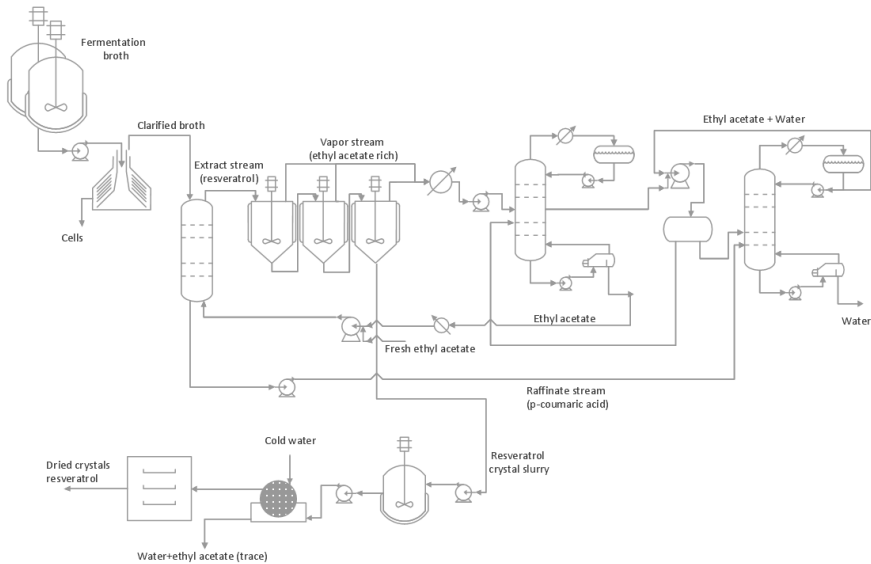 Fermentation
broth
Clarified broth
Vapor stream
(ethyl acetate rich)
Ethyl acetate + Water
Extract stream
(resveratrol)
Cells
Ethyl acetate
Water
Fresh ethyl acetate
Raffinate stream
(p-coumaric acid)
Cold water
Resveratrol
crystal slurry
Dried crystals
resveratrol
Water+ethyl acetate (trace)